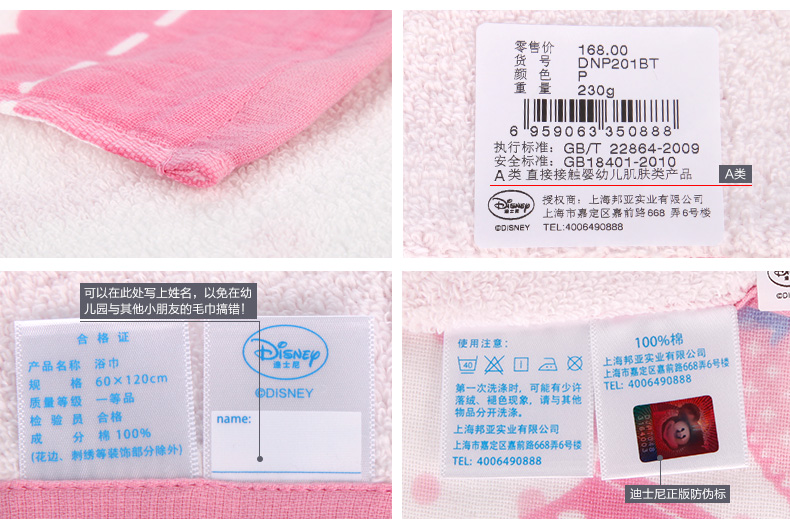 零售价 168.00
货 号 DNP201BT
颜 色 P
重 量 230g
6 959063 350888
执行标准: GB/T 22864-2009
安全标准: GB18401-2010
A 类 直接接触婴幼儿肌肤类产品
A类
Disney
迪士尼
©DISNEY
授权商: 上海邦亚实业有限公司
上海市嘉定区嘉前路668 弄6号楼
TEL:4006490888
可以在此处写上姓名,以免在幼
儿园与其他小朋友的毛巾搞错!
合 格 证
产品名称 浴巾
规 格 60×120cm
质量等级 一等品
检 验 员 合格
成 分 棉 100%
(花边、刺绣等装饰部分除外)
Disney
迪士尼
©DISNEY
name:
使用注意:
40
第一次洗涤时,可能有少许
落绒、褪色现象,请与其他
物品分开洗涤。
上海邦亚实业有限公司
上海市嘉定区嘉前路668弄6号楼
TEL: 4006490888
100%棉
上海邦亚实业有限公司
上海市嘉定区嘉前路668弄6号楼
TEL: 4006490888
迪士尼正版防伪标